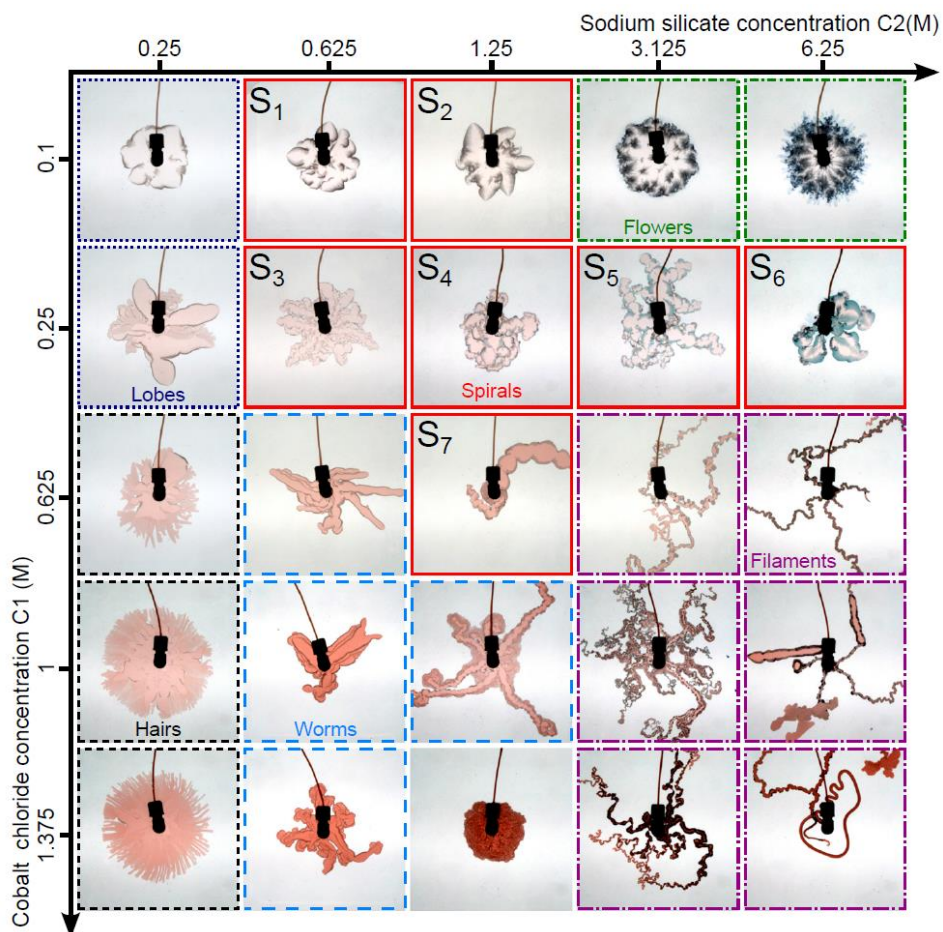 Sodium silicate concentration C2(M)
0.25 0.625 1.25 3.125 6.25
0.1
S1 S2
Flowers
0.25
S3 S4 S5 S6
Lobes Spirals
0.625
S7
Filaments
Cobalt chloride concentration C1 (M)
1
Hairs Worms
1.375